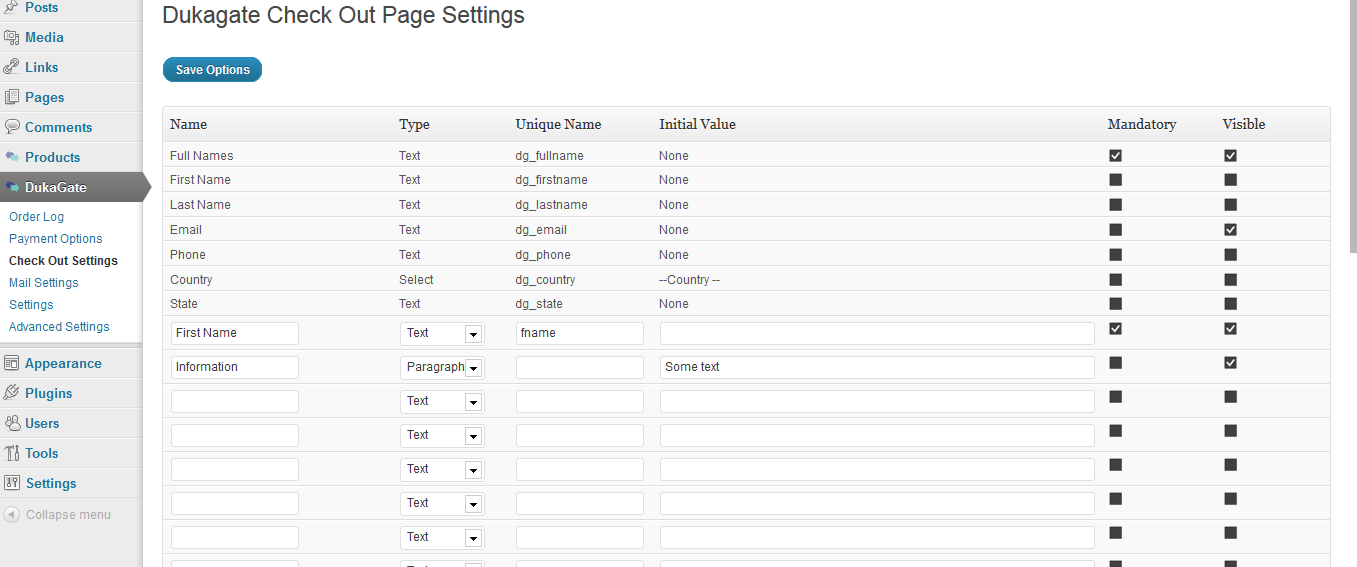 Posts
Media
Links
Pages
Comments
Products
DukaGate
Order Log
Payment Options
Check Out Settings
Mail Settings
Settings
Advanced Settings
Appearance
Plugins
Users
Tools
Settings
Collapse menu
Dukagate Check Out Page Settings
Save Options
Name Type Unique Name Initial Value Mandatory Visible
Full Names Text dg_fullname None
First Name Text dg_firstname None
Last Name Text dg_lastname None
Email Text dg_email None
Phone Text dg_phone None
Country Select dg_country --Country --
State Text dg_state None
First Name Text fname
Information Paragraph Some text
Text
Text
Text
Text
Text